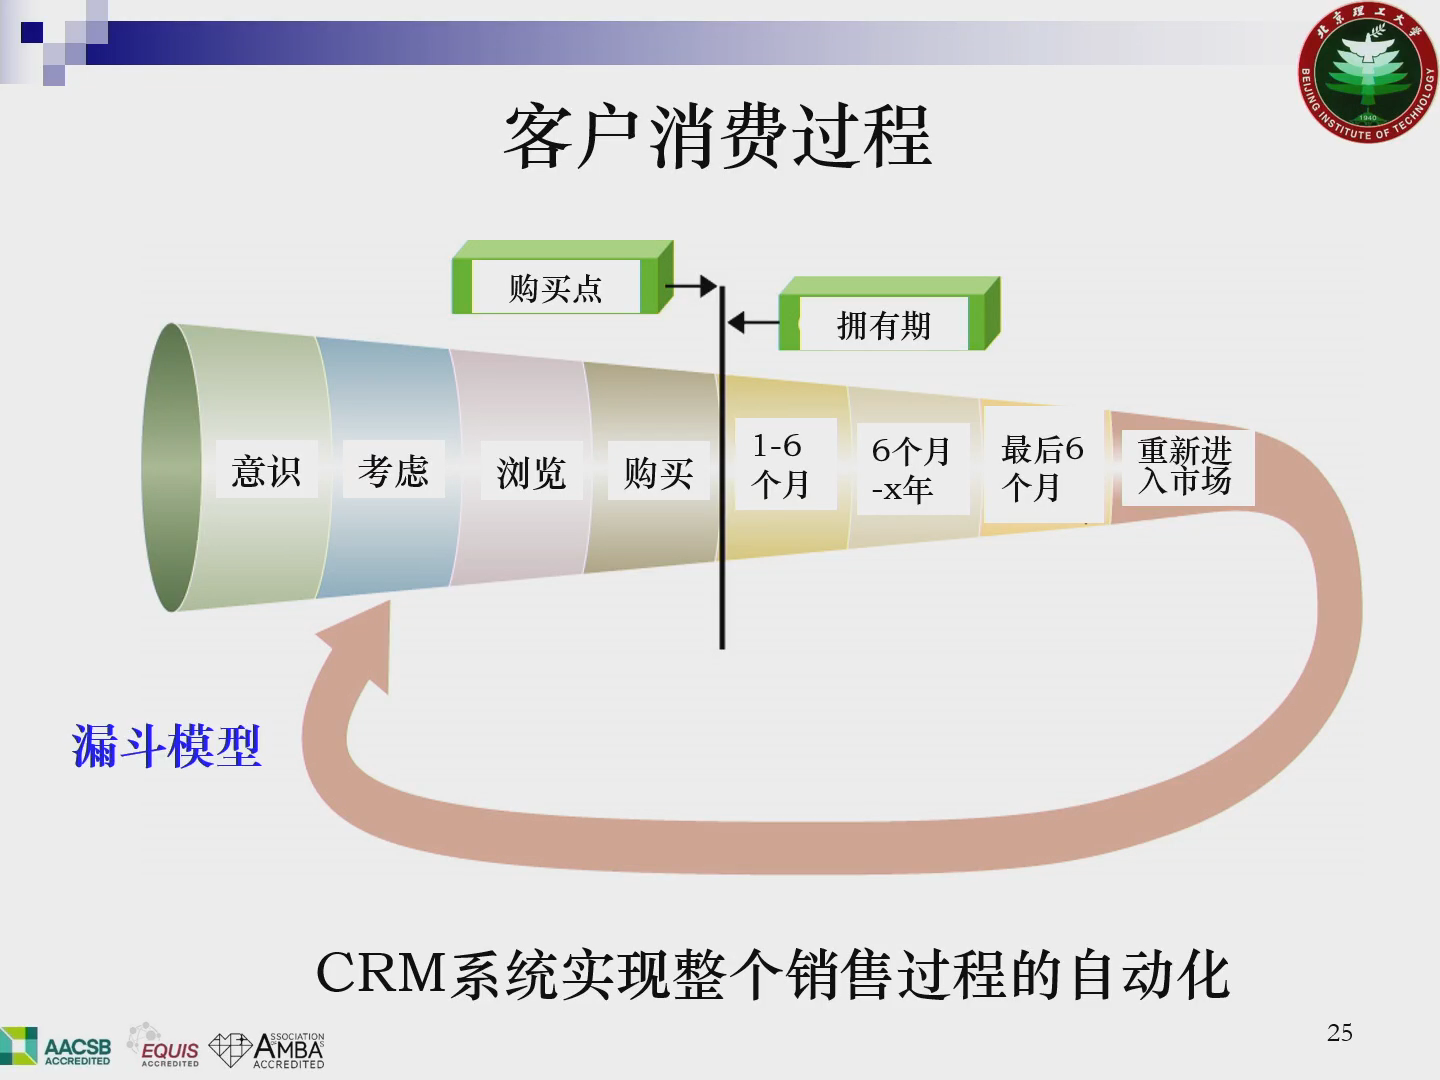 北京理工大学
BEIJING INSTITUTE OF TECHNOLOGY
1940
客户消费过程
购买点
拥有期
意识
考虑
浏览
购买
1-6
个月
6个月
-x年
最后6
个月
重新进
入市场
漏斗模型
CRM系统实现整个销售过程的自动化
AACSB
ACCREDITED
EQUIS
ACCREDITED
ASSOCIATION
OF
AMBA's
ACCREDITED
25